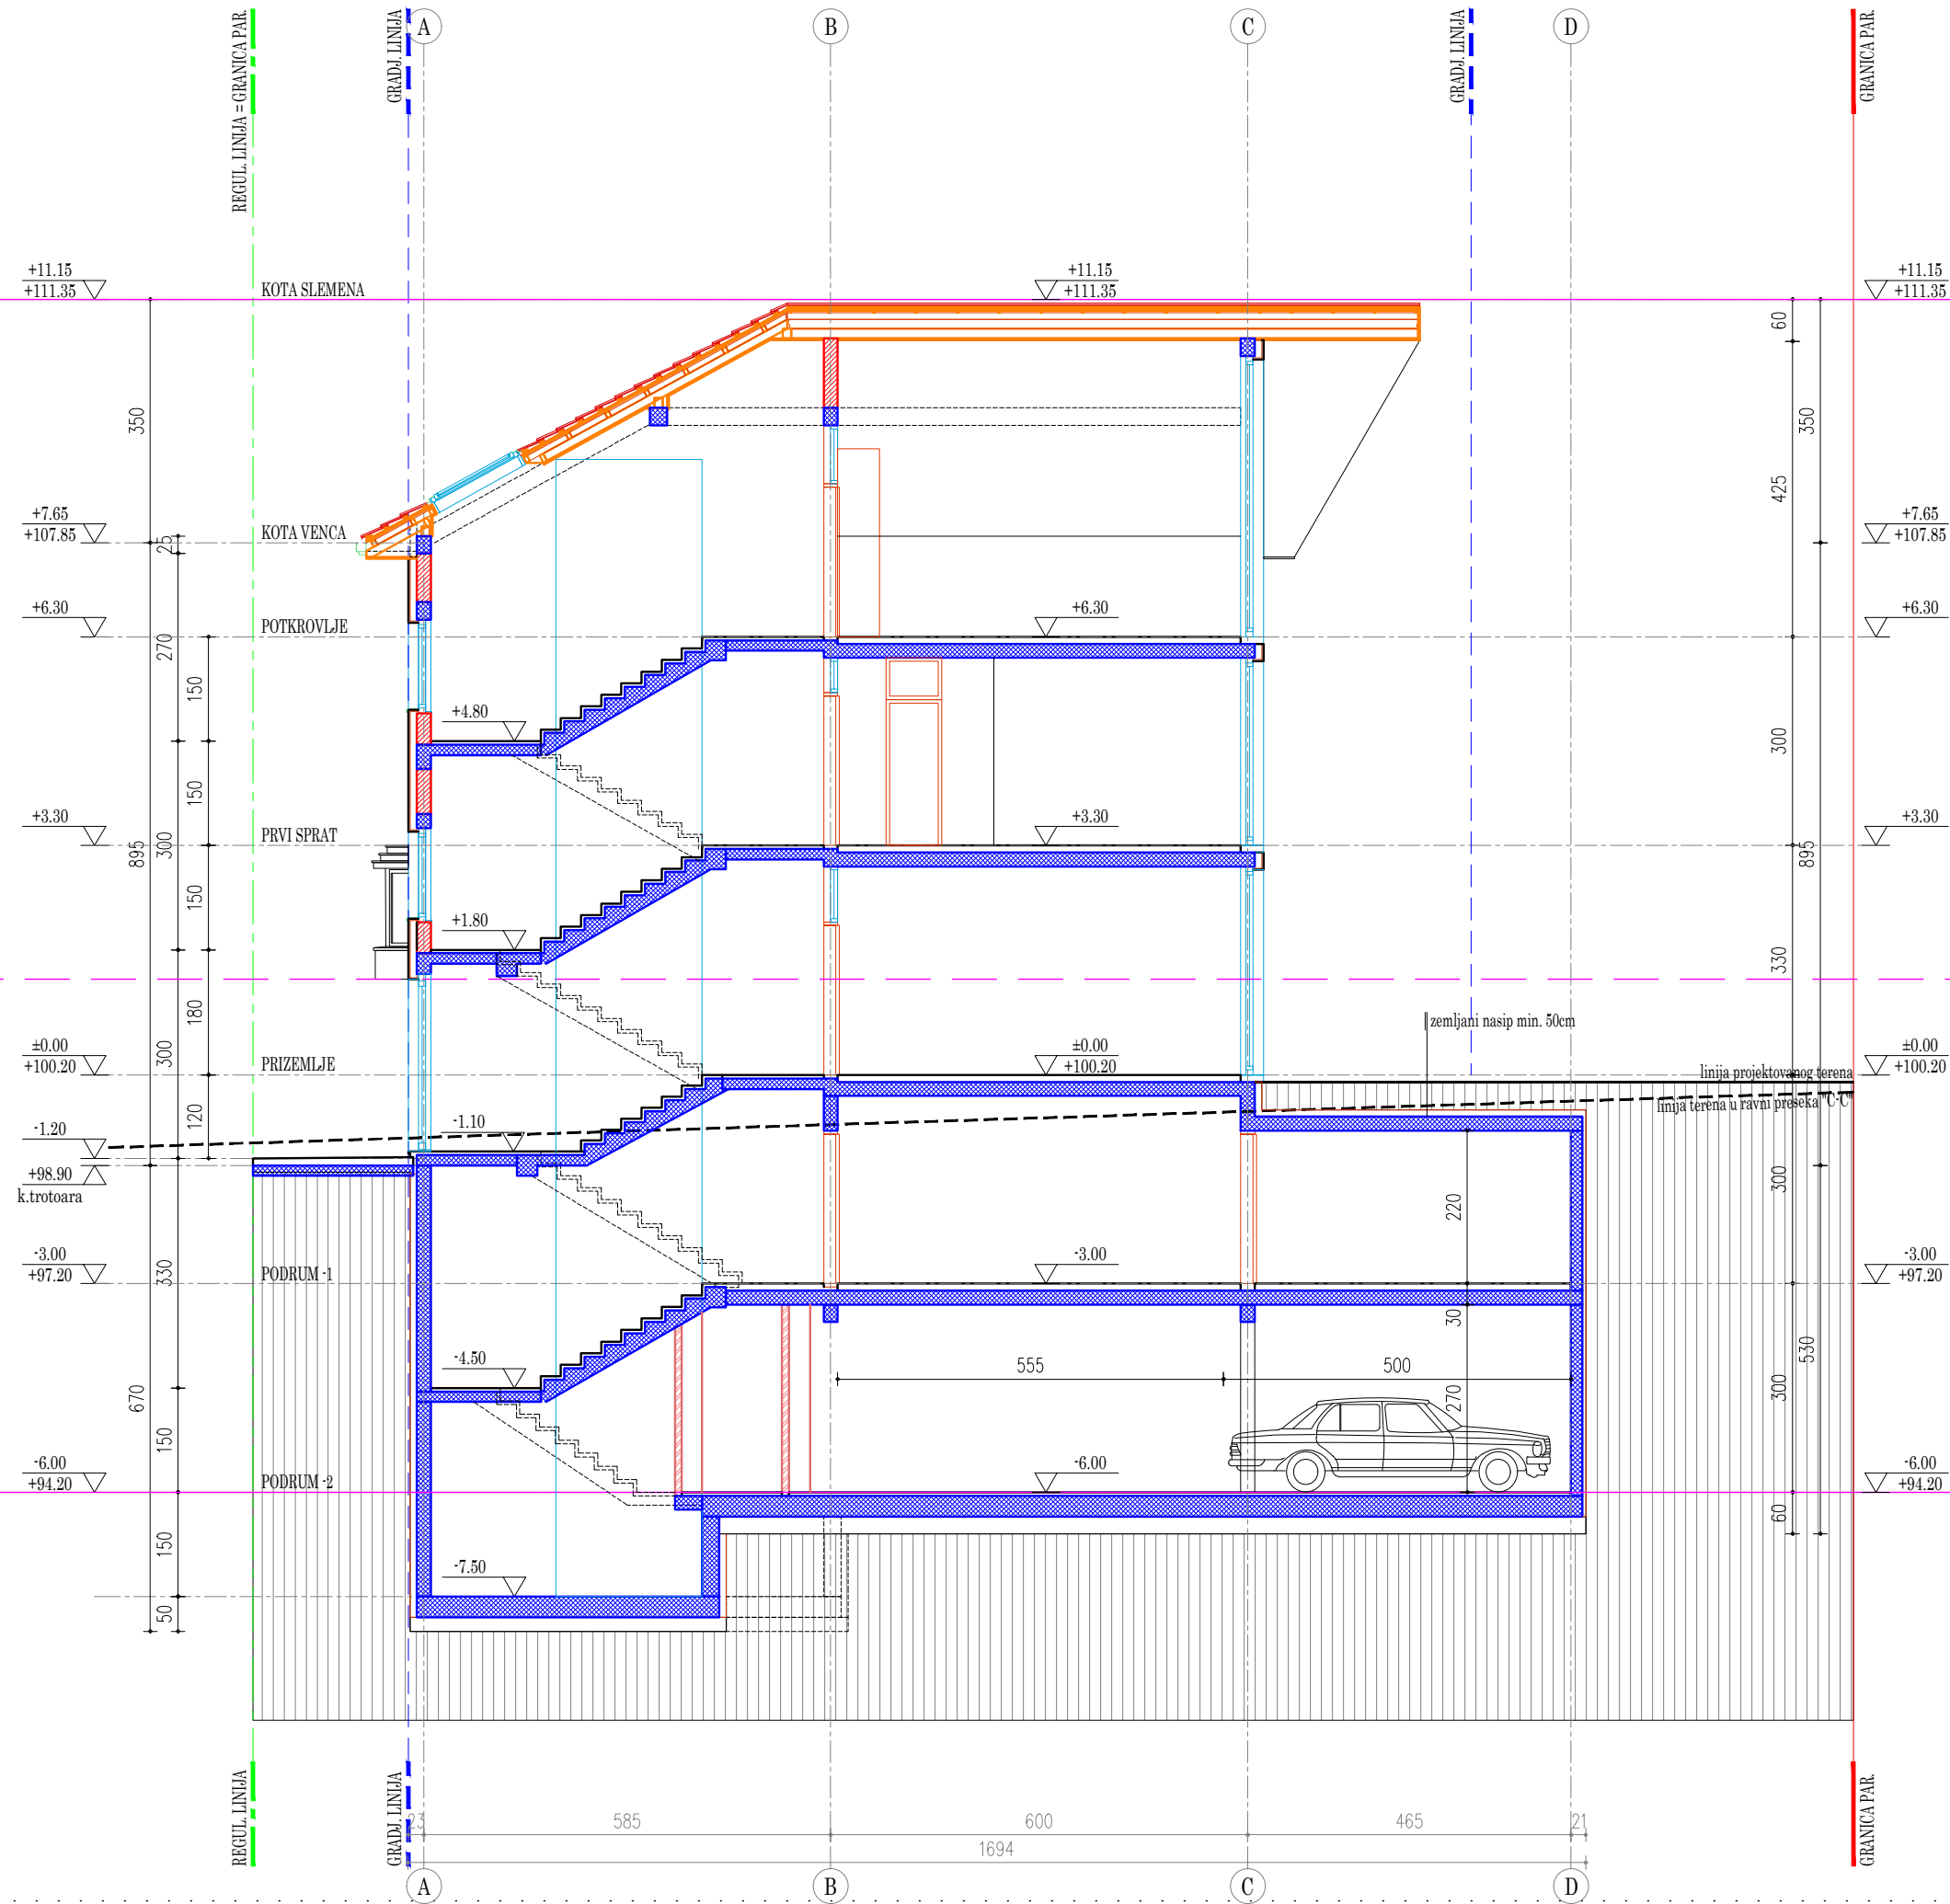 A
B
C
D
REGUL. LINIJA = GRANICA PAR.
GRADJ. LINIJA
GRADJ. LINIJA
GRANICA PAR.
+11.15
+111.35
KOTA SLEMENA
+11.15
+111.35
+11.15
+111.35
60
350
350
425
+7.65
+107.85
KOTA VENCA
+7.65
+107.85
25
+6.30
POTKROVLJE
+6.30
+6.30
270
150
+4.80
300
150
+3.30
PRVI SPRAT
+3.30
+3.30
895
300
895
150
+1.80
330
180
zemljani nasip min. 50cm
±0.00
+100.20
PRIZEMLJE
±0.00
+100.20
±0.00
+100.20
300
linija projektovanog terena
linija terena u ravni preseka "C-C"
120
-1.20
-1.10
+98.90
k.trotoara
300
220
-3.00
+97.20
PODRUM -1
-3.00
-3.00
+97.20
330
30
530
-4.50
555
500
670
270
300
150
-6.00
+94.20
PODRUM -2
-6.00
-6.00
+94.20
60
150
-7.50
50
REGUL. LINIJA
GRADJ. LINIJA
GRANICA PAR.
23
585
600
465
21
1694
A
B
C
D